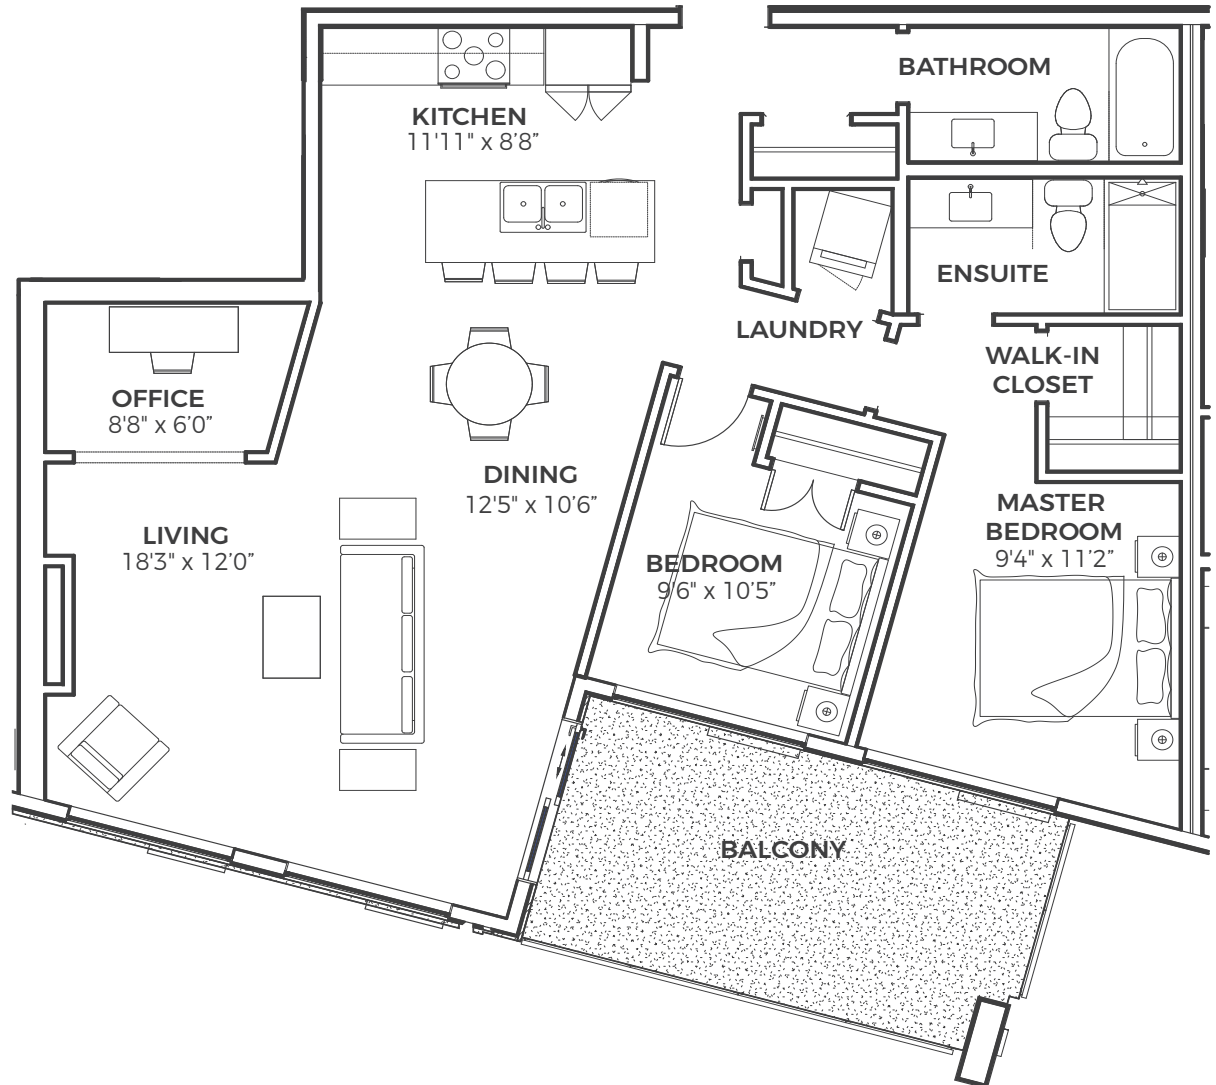 BATHROOM
KITCHEN
11'11" x 8’8”
ENSUITE
LAUNDRY
WALK-IN
CLOSET
OFFICE
8'8" x 6’0”
DINING
12'5" x 10’6”
LIVING
18'3" x 12’0”
MASTER
BEDROOM
9'4" x 11’2”
BEDROOM
9'6" x 10’5”
BALCONY